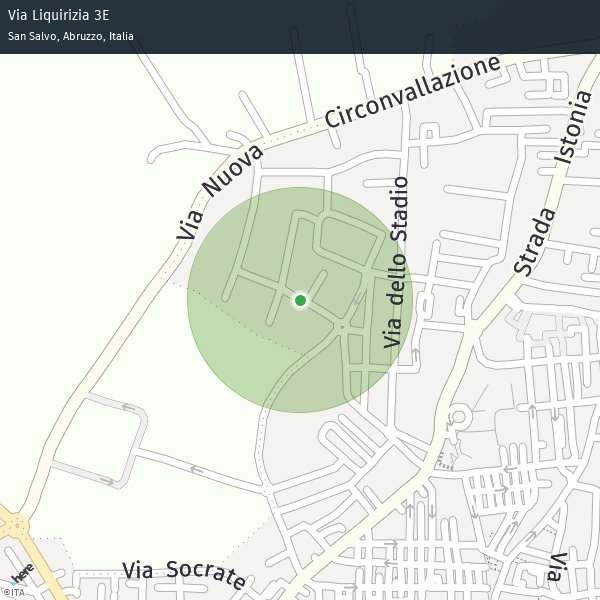 Via Liquirizia 3E
San Salvo, Abruzzo, Italia
Circonvallazione
Via Nuova
Istonia
Strada
Via dello Stadio
Via Socrate
Via
here
©ITA